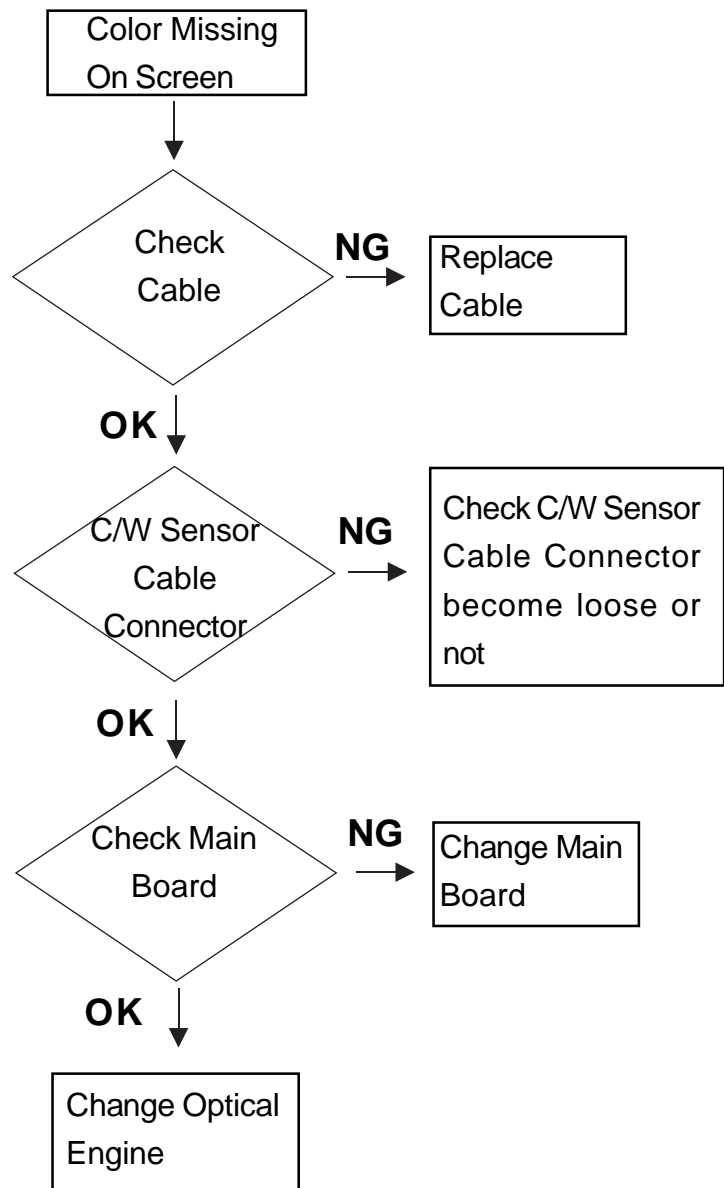 Color Missing
On Screen
Check
Cable
NG
Replace
Cable
OK
C/W Sensor
Cable
Connector
NG
Check C/W Sensor
Cable Connector
become loose or
not
OK
Check Main
Board
NG
Change Main
Board
OK
Change Optical
Engine